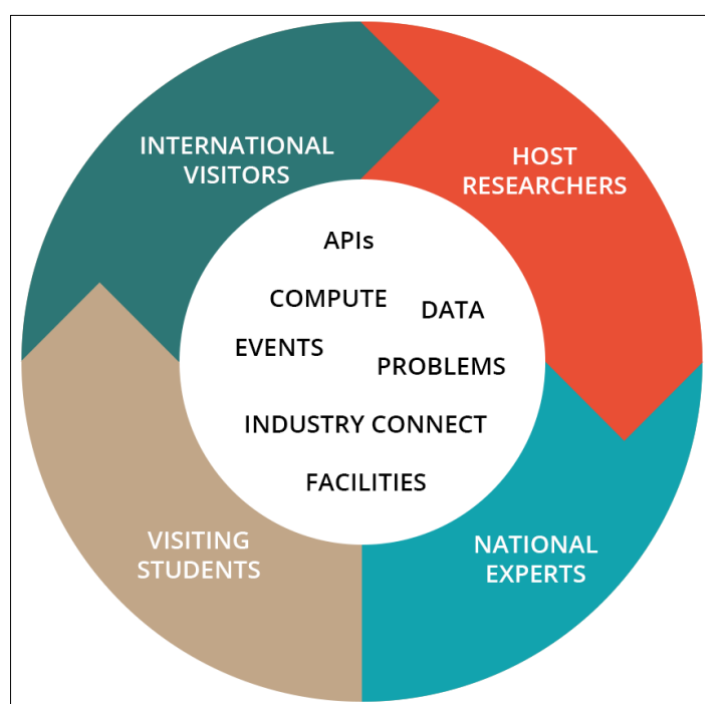 INTERNATIONAL
VISITORS
HOST
RESEARCHERS
APIs
COMPUTE
DATA
EVENTS
PROBLEMS
INDUSTRY CONNECT
FACILITIES
VISITING
STUDENTS
NATIONAL
EXPERTS